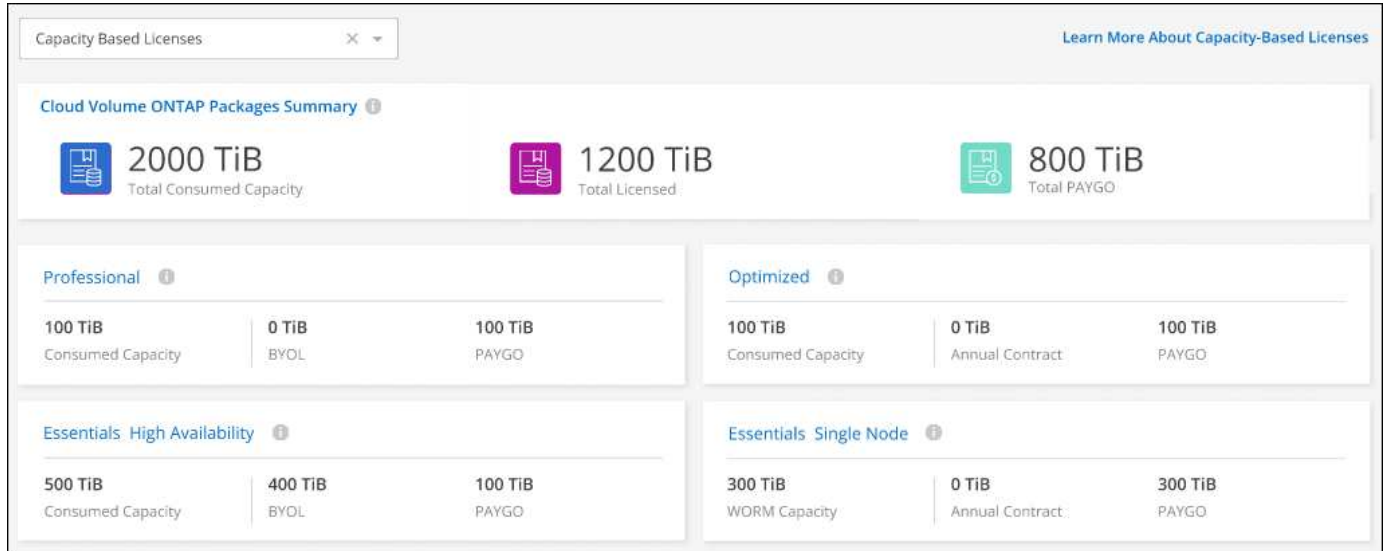 Capacity Based Licenses
Learn More About Capacity-Based Licenses
Cloud Volume ONTAP Packages Summary
2000 TiB
Total Consumed Capacity
1200 TiB
Total Licensed
800 TiB
Total PAYGO
Professional
100 TiB
Consumed Capacity
0 TiB
BYOL
100 TiB
PAYGO
Optimized
100 TiB
Consumed Capacity
0 TiB
Annual Contract
100 TiB
PAYGO
Essentials High Availability
500 TiB
Consumed Capacity
400 TiB
BYOL
100 TiB
PAYGO
Essentials Single Node
300 TiB
WORM Capacity
0 TiB
Annual Contract
300 TiB
PAYGO